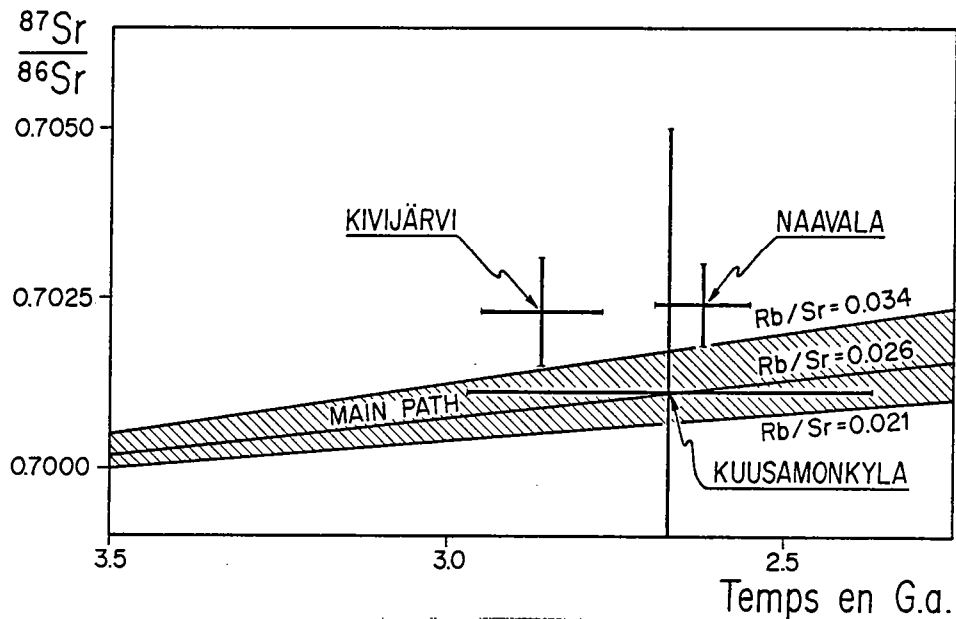 87Sr
86Sr
0.7050
0.7025
0.7000
KIVIJÄRVI
NAAVALA
Rb/Sr=0.034
Rb/Sr=0.026
MAIN PATH
Rb/Sr=0.021
KUUSAMONKYLA
3.5
3.0
2.5
Temps en G.a.